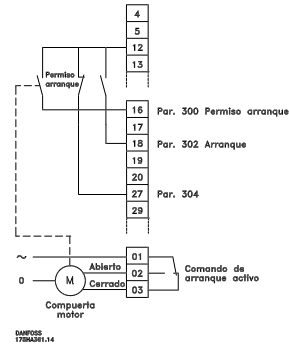 4
5
12
13
Permiso
arranque
16 Par. 300 Permiso arranque
17
18 Par. 302 Arranque
19
20
27 Par. 304
29
~ 01
Abierto 02
0 M Cerrado 03
Comando de
arranque activo
Compuerta
motor
DANFOSS
175HA361.14